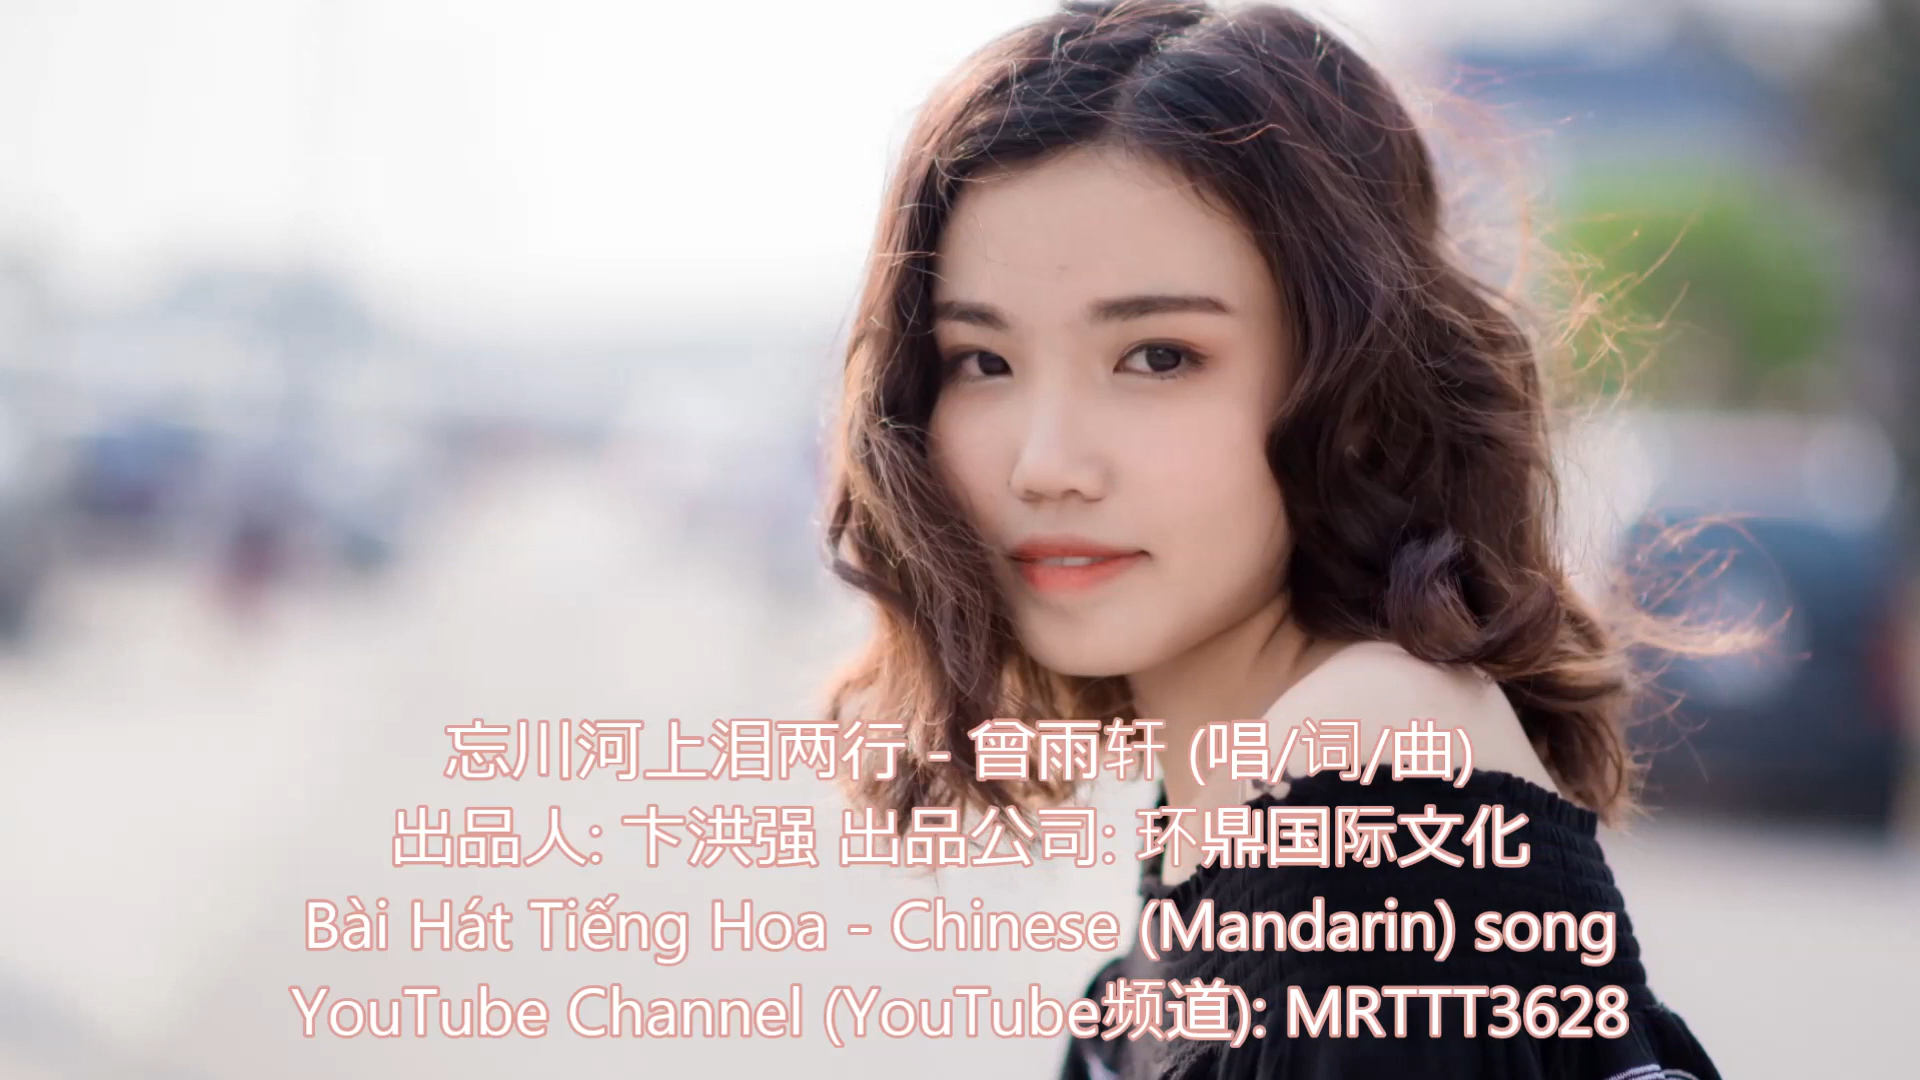 忘川河上泪两行 - 曾雨轩 (唱/词/曲)
出品人: 卞洪强 出品公司: 环鼎国际文化
Bài Hát Tiếng Hoa - Chinese (Mandarin) song
YouTube Channel (YouTube频道): MRTTT3628